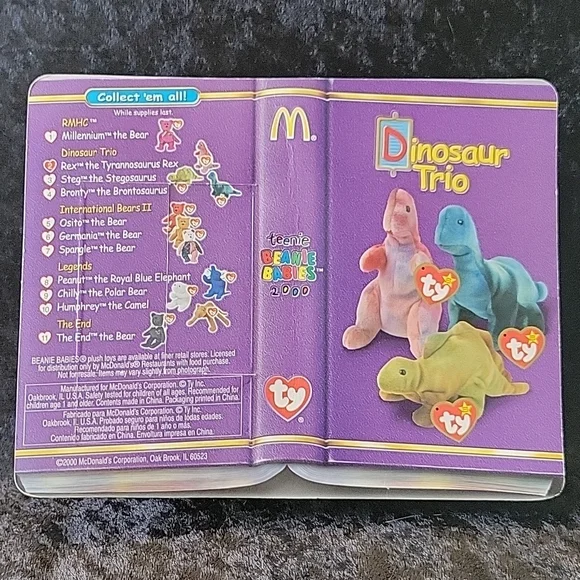 Collect 'em all!
While supplies last.
RMHC™
1 Millennium™ the Bear
Dinosaur Trio
2 Rex™ the Tyrannosaurus Rex
3 Steg™ the Stegosaurus
4 Bronty™ the Brontosaurus
International Bears II
5 Osito™ the Bear
6 Germania™ the Bear
7 Spangle™ the Bear
Legends
8 Peanut™ the Royal Blue Elephant
9 Chilly™ the Polar Bear
10 Humphrey™ the Camel
The End
11 The End™ the Bear
BEANIE BABIES® plush toys are available at finer retail stores. Licensed
for distribution only by McDonald's® Restaurants with food purchase.
Not for resale. Items may vary slightly from photograph.
Manufactured for McDonald's Corporation. © Ty Inc.
Oakbrook, IL U.S.A. Safety tested for children of all ages. Recommended for
children age 1 and older. Contents made in China. Packaging printed in China.
Fabricado para McDonald's Corporation. © Ty Inc.
Oakbrook, IL U.S.A. Probado seguro para niños de todas edades.
Recomendado para niños de 1 año o más.
Contenido fabricado en China. Envoltura impresa en China.
©2000 McDonald's Corporation, Oak Brook, IL 60523
M®
teenie
BEANIE
BABIES™
2000
ty
®
Dinosaur
Trio
ty
ty
ty